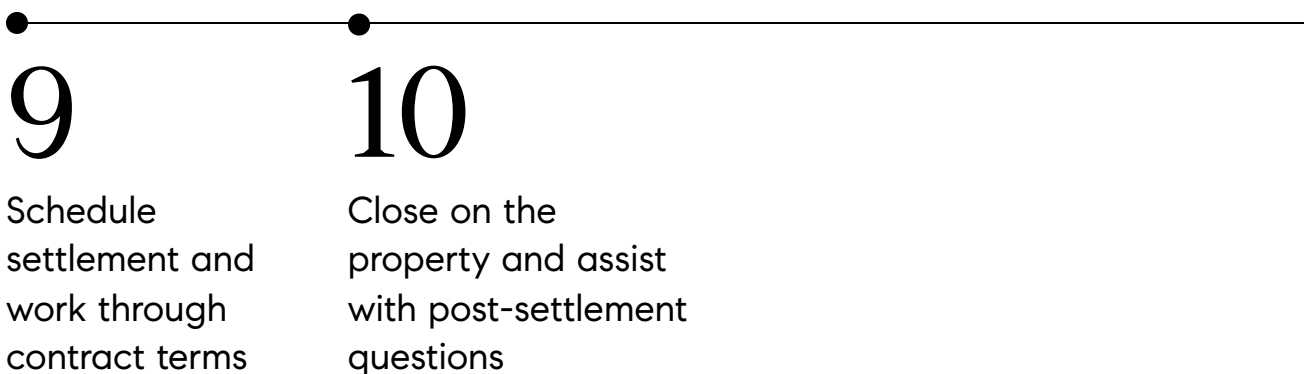 9
Schedule
settlement and
work through
contract terms
10
Close on the
property and assist
with post-settlement
questions